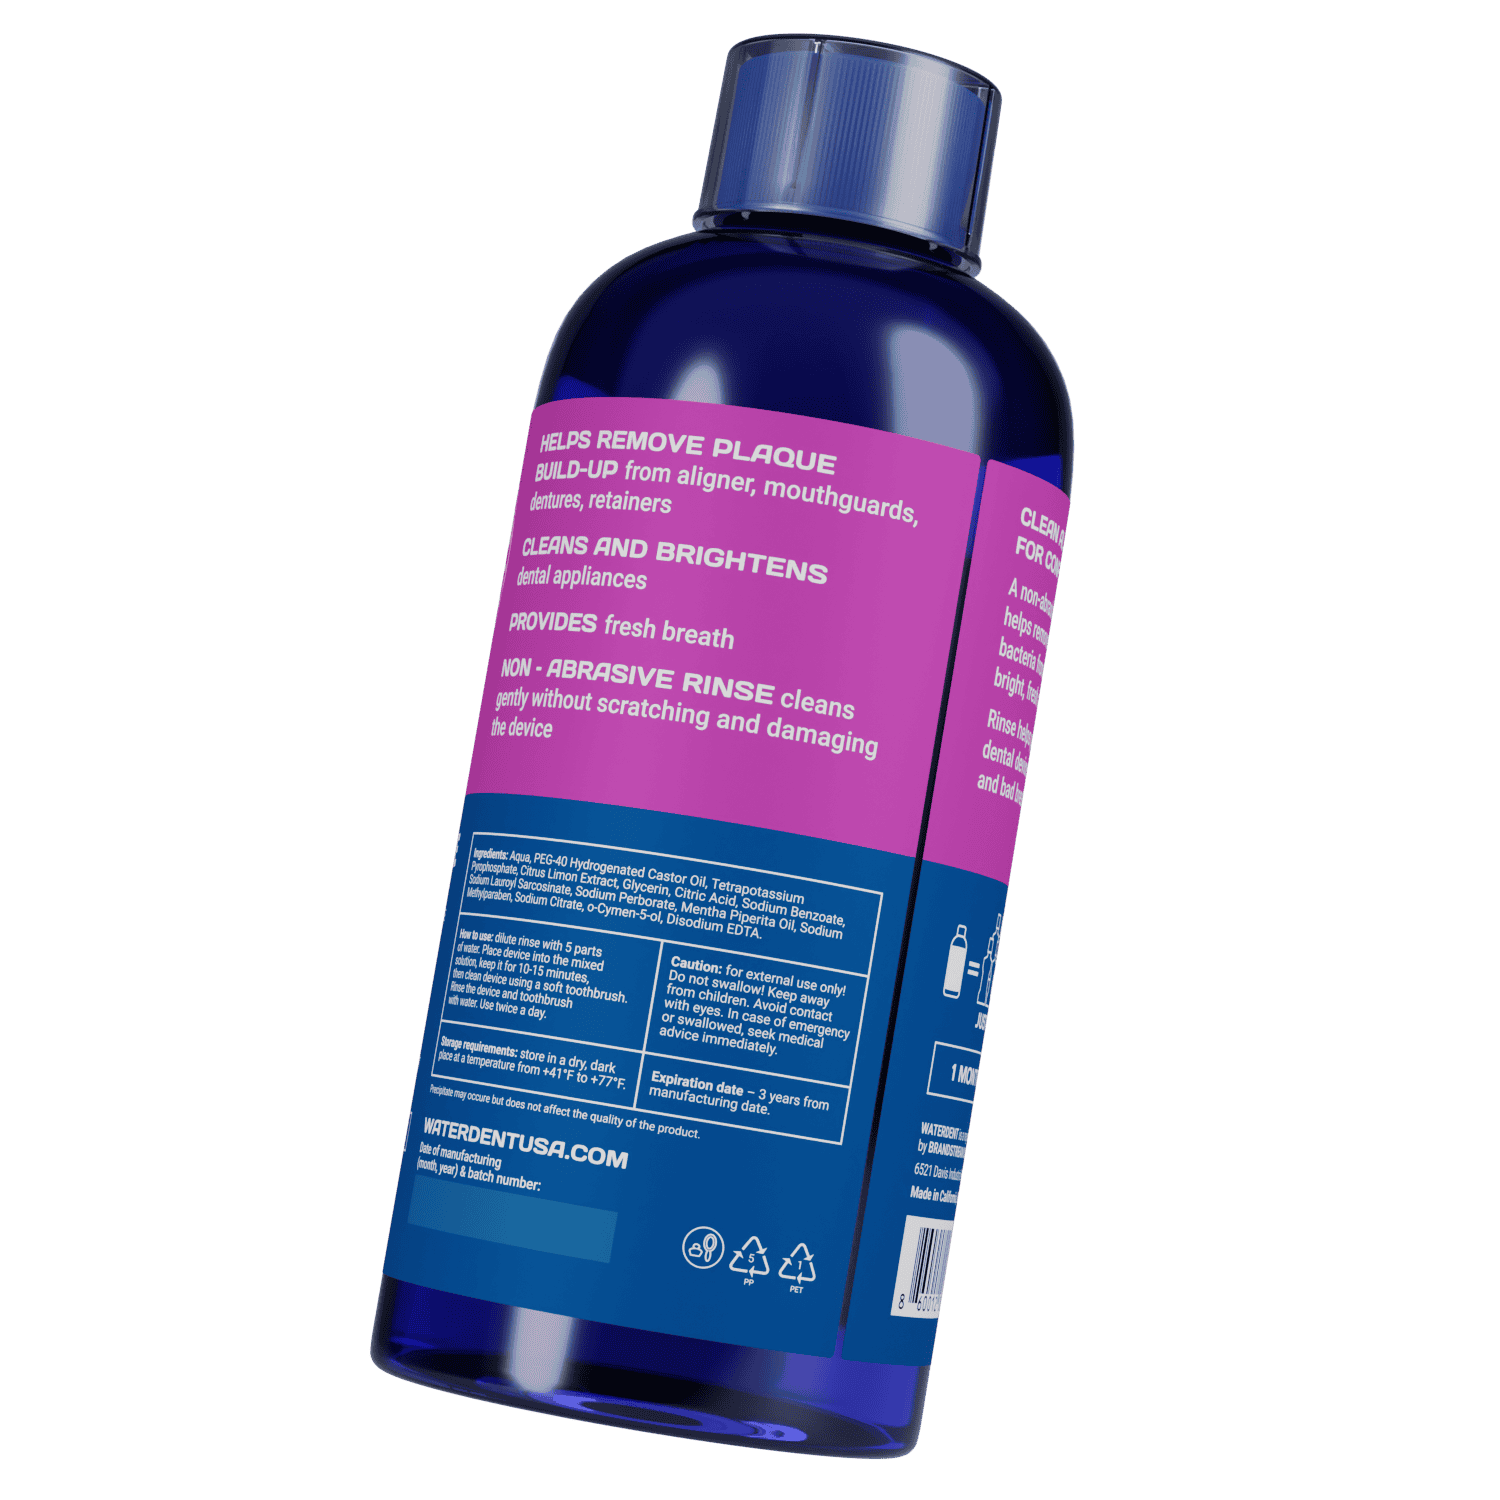 HELPS REMOVE PLAQUE
BUILD-UP from aligner, mouthguards,
dentures, retainers
CLEANS AND BRIGHTENS
dental appliances
PROVIDES fresh breath
NON - ABRASIVE RINSE cleans
gently without scratching and damaging
the device
Ingredients: Aqua, PEG-40 Hydrogenated Castor Oil, Tetrapotassium
Pyrophosphate, Citrus Limon Extract, Glycerin, Citric Acid, Sodium Benzoate,
Sodium Lauroyl Sarcosinate, Sodium Perborate, Mentha Piperita Oil, Sodium
Methylparaben, Sodium Citrate, o-Cymen-5-ol, Disodium EDTA.
How to use: dilute rinse with 5 parts
of water. Place device into the mixed
solution, keep it for 10-15 minutes,
then clean device using a soft toothbrush.
Rinse the device and toothbrush
with water. Use twice a day.
Caution: for external use only!
Do not swallow! Keep away
from children. Avoid contact
with eyes. In case of emergency
or swallowed, seek medical
advice immediately.
Storage requirements: store in a dry, dark
place at a temperature from +41°F to +77°F.
Expiration date – 3 years from
manufacturing date.
Precipitate may occur but does not affect the quality of the product.
WATERDENTUSA.COM
Date of manufacturing
(month, year) & batch number:
5
PP
1
PET
CLEAN
FOR
A
helps
bacteria
bright,
Rinse
dental
and bad
=
1
WATERDENT
by
6521 Davis
Made in
8